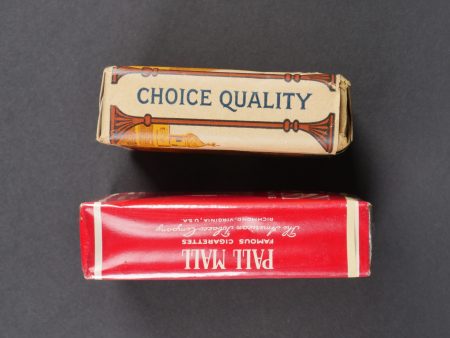 CHOICE QUALITY
PALL MALL
FAMOUS CIGARETTES
The American Tobacco Company
RICHMOND, VIRGINIA, U.S.A.